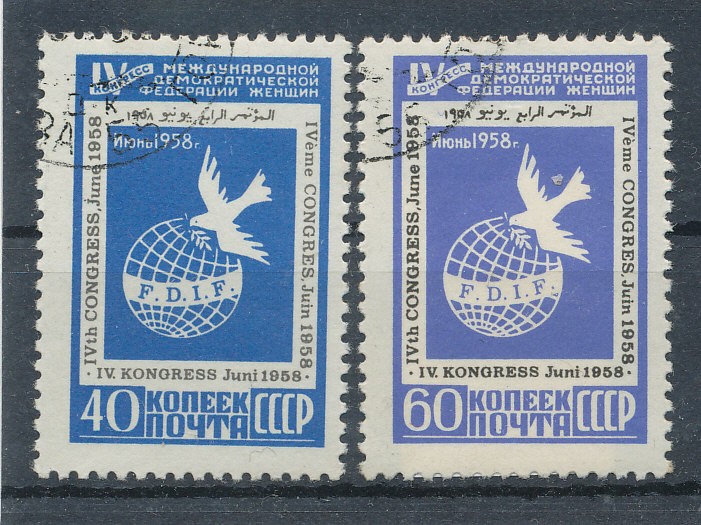 IV КОНГРЕСС
МЕЖДУНАРОДНОЙ
ДЕМОКРАТИЧЕСКОЙ
ФЕДЕРАЦИИ ЖЕНЩИН
المؤتمر الرابع يونيو ١٩٥٨
ИЮНЬ 1958 г.
IVth CONGRESS, June 1958
IVème CONGRES, Juin 1958
F.D.I.F.
· IV. KONGRESS Juni 1958 ·
40 КОПЕЕК
ПОЧТА
СССР
IV КОНГРЕСС
МЕЖДУНАРОДНОЙ
ДЕМОКРАТИЧЕСКОЙ
ФЕДЕРАЦИИ ЖЕНЩИН
المؤتمر الرابع يونيو ١٩٥٨
ИЮНЬ 1958 г.
IVth CONGRESS, June 1958
IVème CONGRES, Juin 1958
F.D.I.F.
· IV. KONGRESS Juni 1958 ·
60 КОПЕЕК
ПОЧТА
СССР